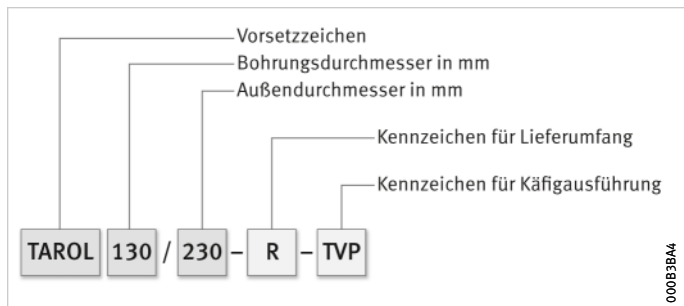 Vorsetzzeichen
Bohrungsdurchmesser in mm
Außendurchmesser in mm
Kennzeichen für Lieferumfang
Kennzeichen für Käfigausführung
TAROL 130 / 230 – R – TVP
000B3BA4